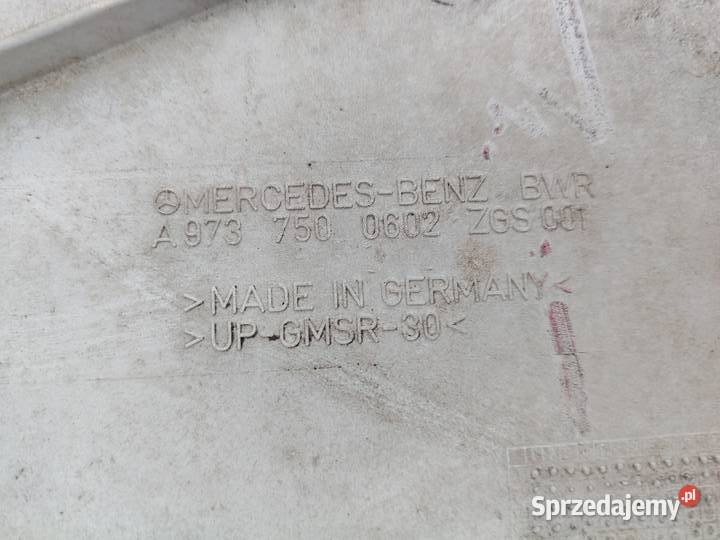 MERCEDES-BENZ BWR
A 973 750 0602 ZGS 001
>MADE IN GERMANY<
>UP-GMSR-30<
Sprzedajemy.pl